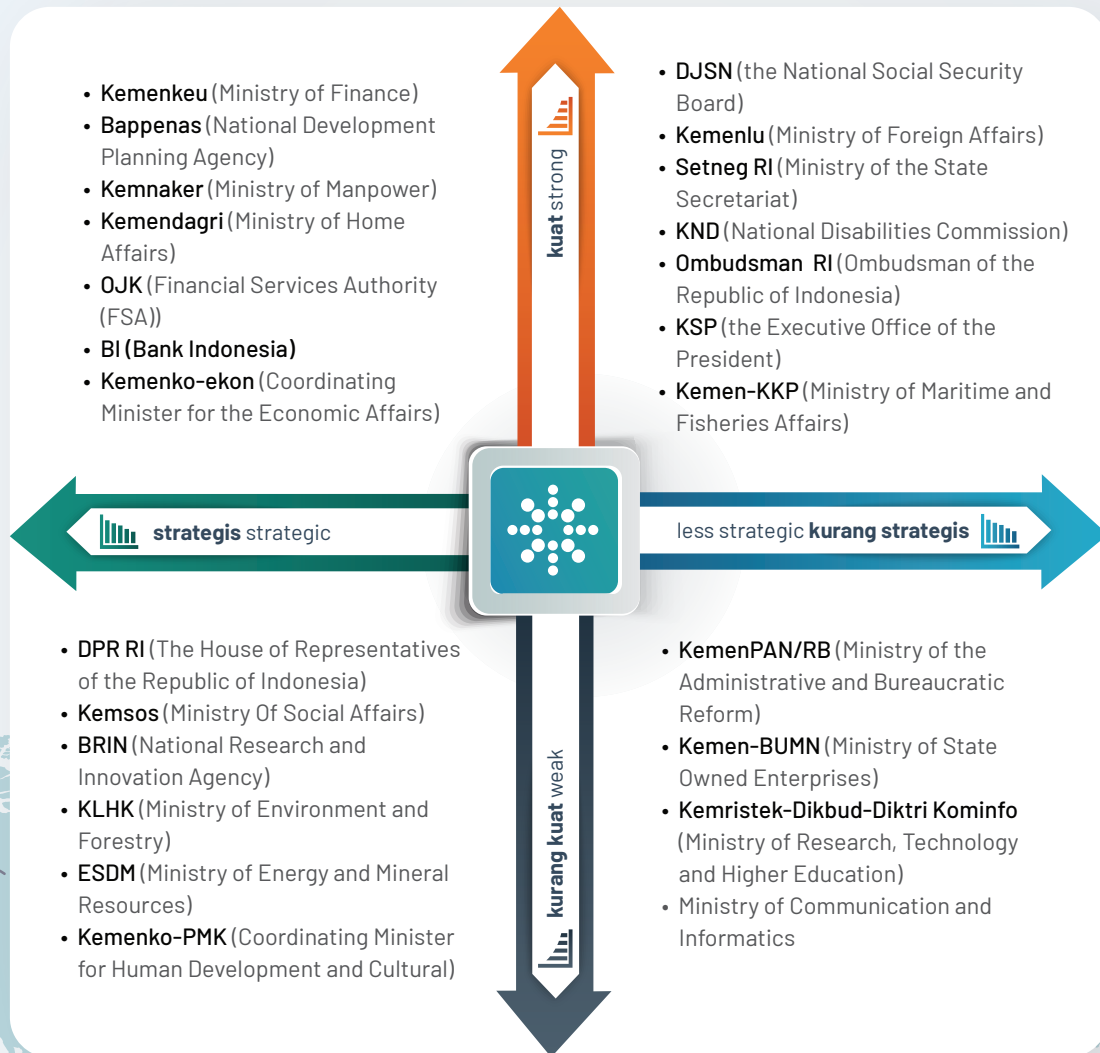 • Kemenkeu (Ministry of Finance)
• Bappenas (National Development
Planning Agency)
• Kemnaker (Ministry of Manpower)
• Kemendagri (Ministry of Home
Affairs)
• OJK (Financial Services Authority
(FSA))
• BI (Bank Indonesia)
• Kemenko-ekon (Coordinating
Minister for the Economic Affairs)
kuat strong
• DJSN (the National Social Security
Board)
• Kemenlu (Ministry of Foreign Affairs)
• Setneg RI (Ministry of the State
Secretariat)
• KND (National Disabilities Commission)
• Ombudsman RI (Ombudsman of the
Republic of Indonesia)
• KSP (the Executive Office of the
President)
• Kemen-KKP (Ministry of Maritime and
Fisheries Affairs)
strategis strategic
less strategic kurang strategis
• DPR RI (The House of Representatives
of the Republic of Indonesia)
• Kemsos (Ministry Of Social Affairs)
• BRIN (National Research and
Innovation Agency)
• KLHK (Ministry of Environment and
Forestry)
• ESDM (Ministry of Energy and Mineral
Resources)
• Kemenko-PMK (Coordinating Minister
for Human Development and Cultural)
kurang kuat weak
• KemenPAN/RB (Ministry of the
Administrative and Bureaucratic
Reform)
• Kemen-BUMN (Ministry of State
Owned Enterprises)
• Kemristek-Dikbud-Diktri Kominfo
(Ministry of Research, Technology
and Higher Education)
• Ministry of Communication and
Informatics